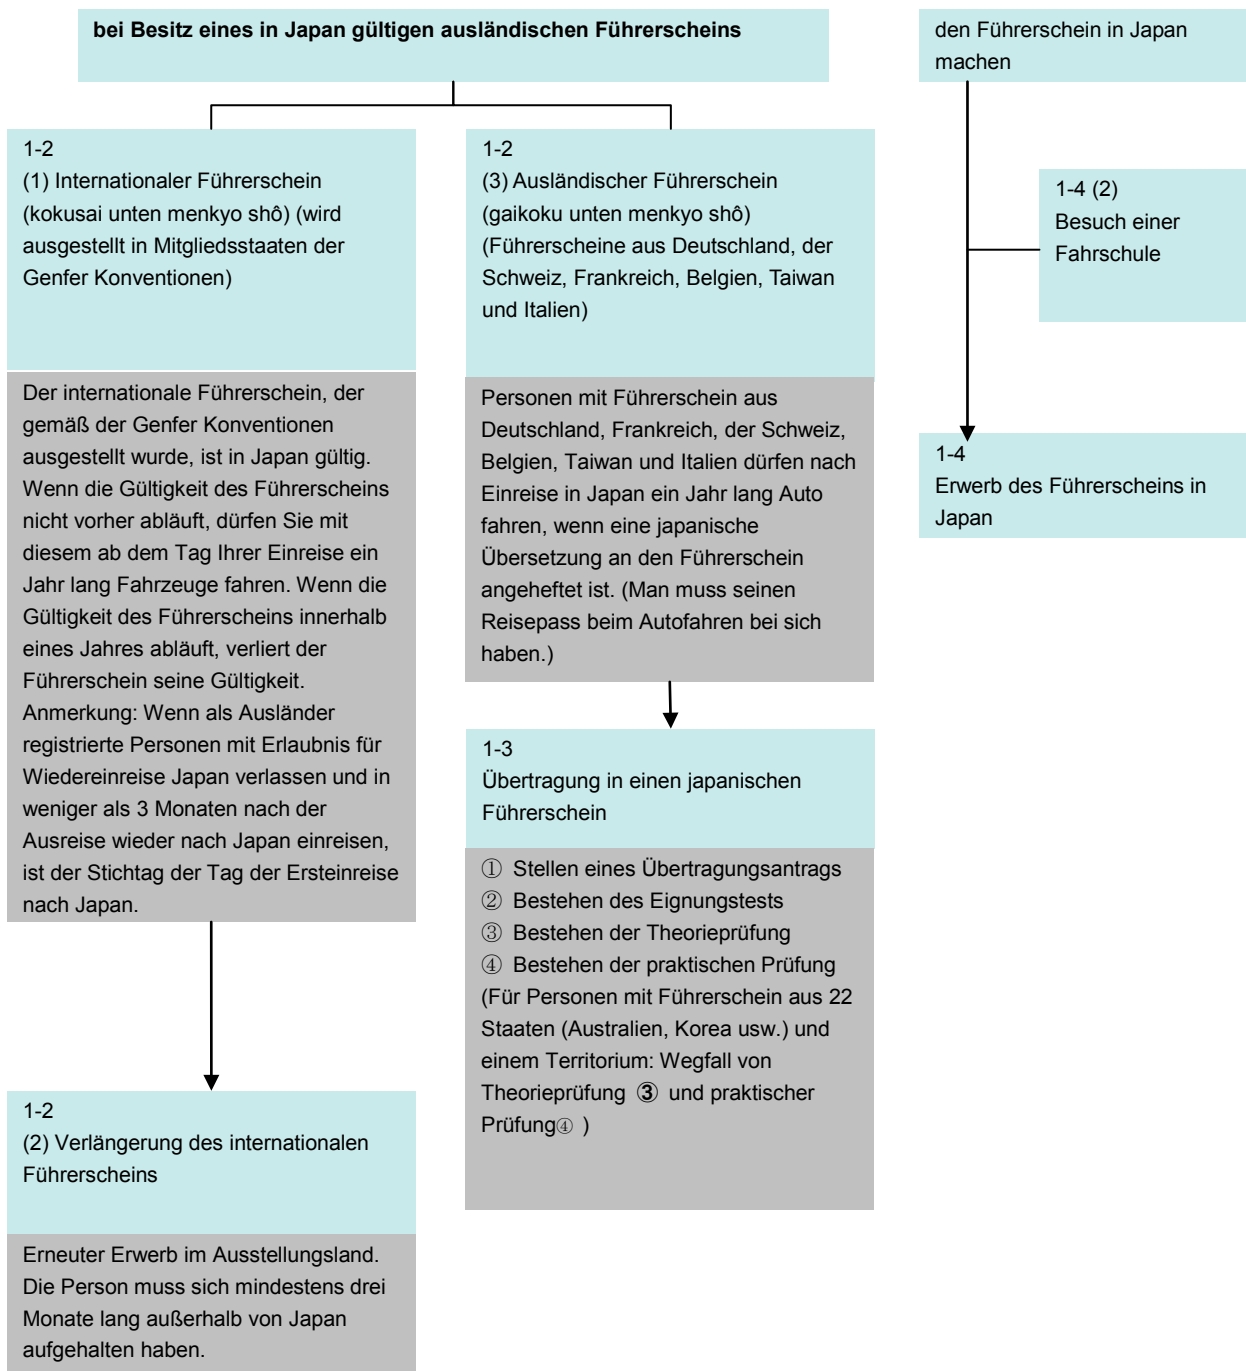 bei Besitz eines in Japan gültigen ausländischen Führerscheins
1-2
(1) Internationaler Führerschein
(kokusai unten menkyo shô) (wird
ausgestellt in Mitgliedsstaaten der
Genfer Konventionen)
Der internationale Führerschein, der
gemäß der Genfer Konventionen
ausgestellt wurde, ist in Japan gültig.
Wenn die Gültigkeit des Führerscheins
nicht vorher abläuft, dürfen Sie mit
diesem ab dem Tag Ihrer Einreise ein
Jahr lang Fahrzeuge fahren. Wenn die
Gültigkeit des Führerscheins innerhalb
eines Jahres abläuft, verliert der
Führerschein seine Gültigkeit.
Anmerkung: Wenn als Ausländer
registrierte Personen mit Erlaubnis für
Wiedereinreise Japan verlassen und in
weniger als 3 Monaten nach der
Ausreise wieder nach Japan einreisen,
ist der Stichtag der Tag der Ersteinreise
nach Japan.
1-2
(2) Verlängerung des internationalen
Führerscheins
Erneuter Erwerb im Ausstellungsland.
Die Person muss sich mindestens drei
Monate lang außerhalb von Japan
aufgehalten haben.
1-2
(3) Ausländischer Führerschein
(gaikoku unten menkyo shô)
(Führerscheine aus Deutschland, der
Schweiz, Frankreich, Belgien, Taiwan
und Italien)
Personen mit Führerschein aus
Deutschland, Frankreich, der Schweiz,
Belgien, Taiwan und Italien dürfen nach
Einreise in Japan ein Jahr lang Auto
fahren, wenn eine japanische
Übersetzung an den Führerschein
angeheftet ist. (Man muss seinen
Reisepass beim Autofahren bei sich
haben.)
1-3
Übertragung in einen japanischen
Führerschein
① Stellen eines Übertragungsantrags
② Bestehen des Eignungstests
③ Bestehen der Theorieprüfung
④ Bestehen der praktischen Prüfung
(Für Personen mit Führerschein aus 22
Staaten (Australien, Korea usw.) und
einem Territorium: Wegfall von
Theorieprüfung ③ und praktischer
Prüfung④ )
den Führerschein in Japan
machen
1-4 (2)
Besuch einer
Fahrschule
1-4
Erwerb des Führerscheins in
Japan